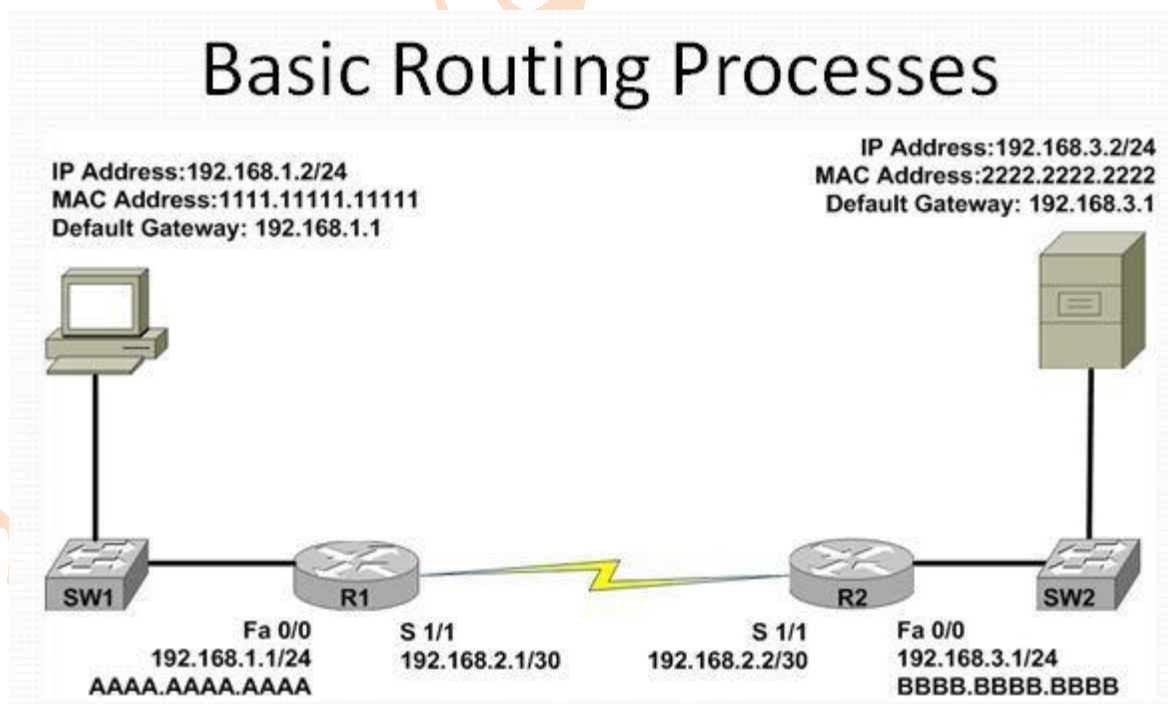 Basic Routing Processes
IP Address:192.168.1.2/24
MAC Address:1111.11111.11111
Default Gateway: 192.168.1.1
IP Address:192.168.3.2/24
MAC Address:2222.2222.2222
Default Gateway: 192.168.3.1
SW1
R1
R2
SW2
Fa 0/0
192.168.1.1/24
AAAA.AAAA.AAAA
S 1/1
192.168.2.1/30
S 1/1
192.168.2.2/30
Fa 0/0
192.168.3.1/24
BBBB.BBBB.BBBB